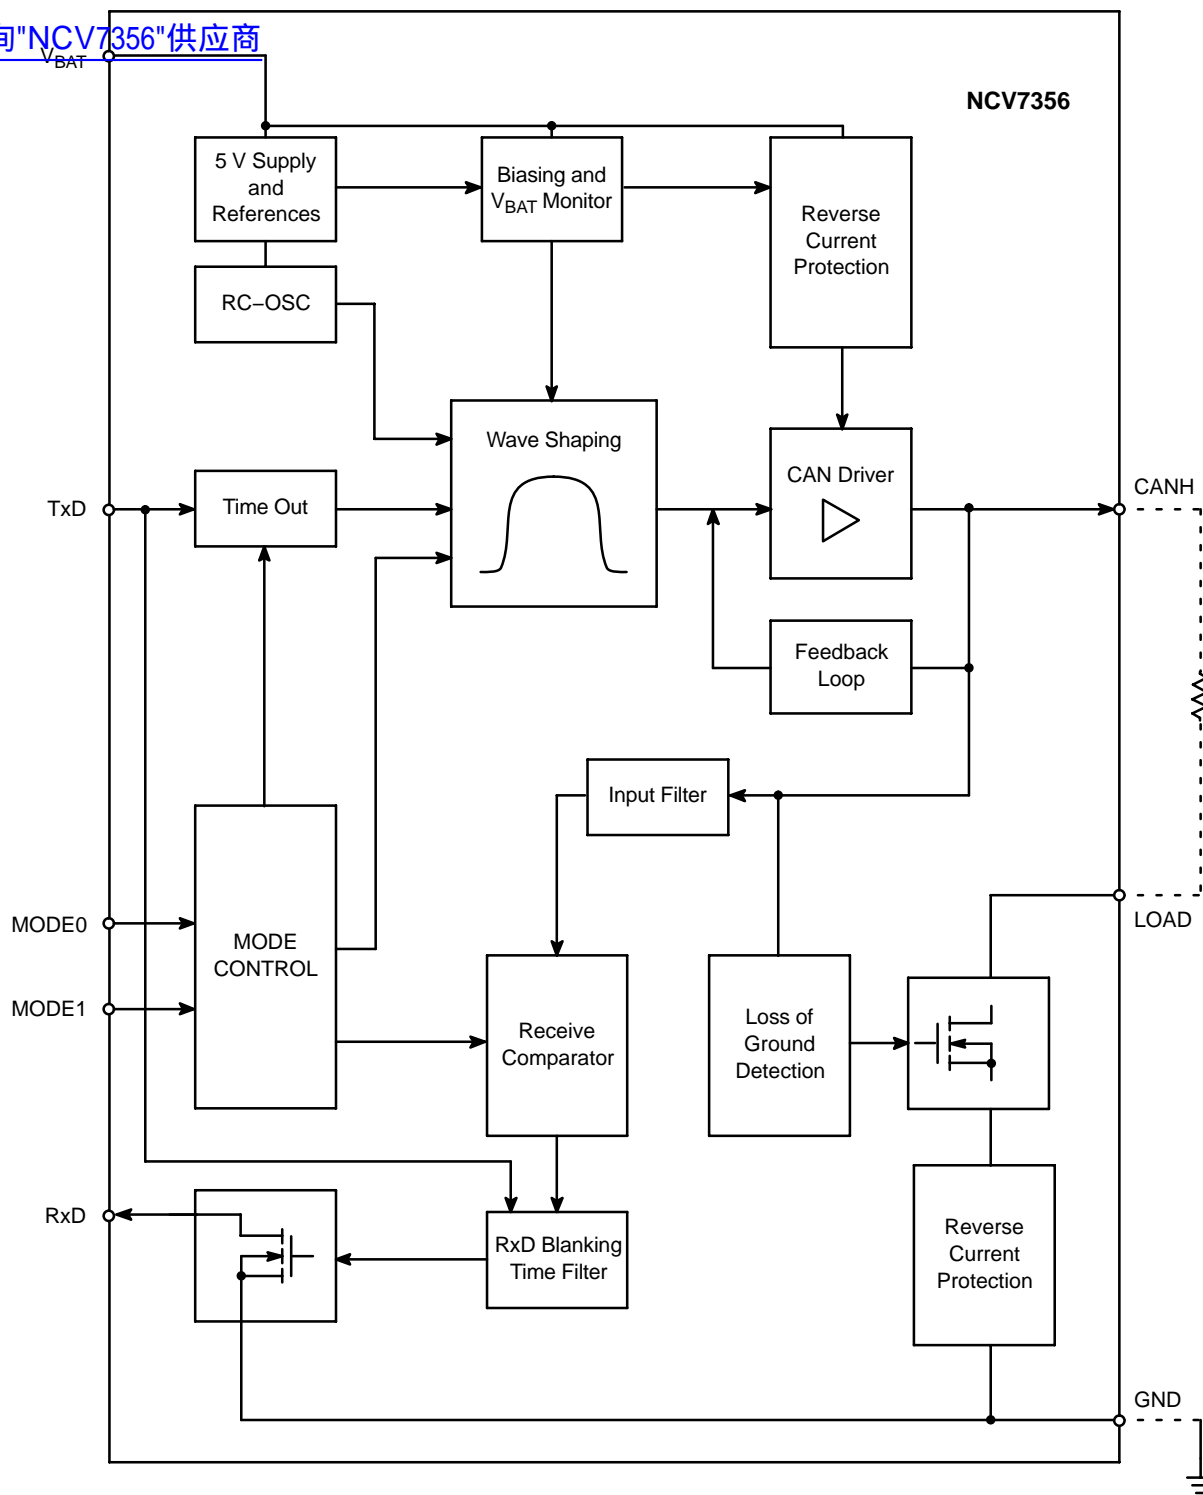 询"NCV7356"供应商
VBAT
NCV7356
5 V Supply
and
References
Biasing and
VBAT Monitor
Reverse
Current
Protection
RC–OSC
Wave Shaping
CAN Driver
CANH
TxD
Time Out
Feedback
Loop
Input Filter
MODE0
MODE
CONTROL
LOAD
MODE1
Receive
Comparator
Loss of
Ground
Detection
RxD
RxD Blanking
Time Filter
Reverse
Current
Protection
GND